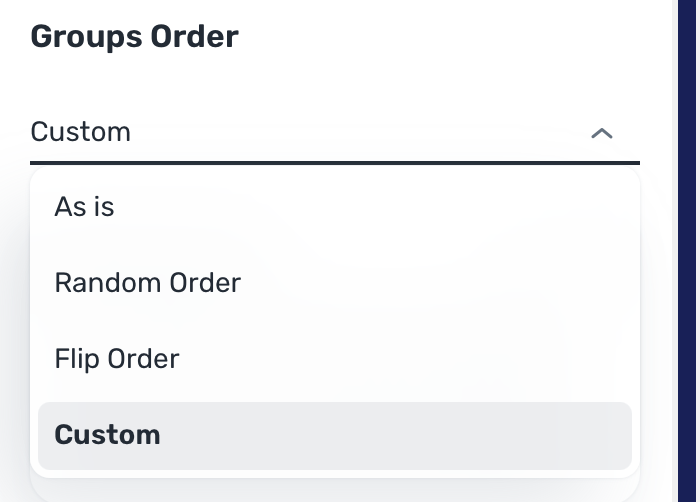 Groups Order
Custom
As is
Random Order
Flip Order
Custom